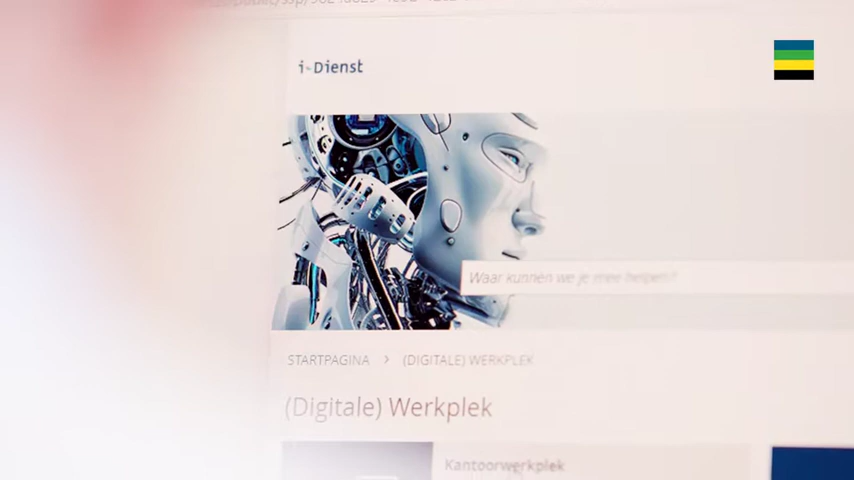 i-Dienst
Waar kunnen we je mee helpen?
STARTPAGINA > (DIGITALE) WERKPLEK
(Digitale) Werkplek
Kantoorwerkplek